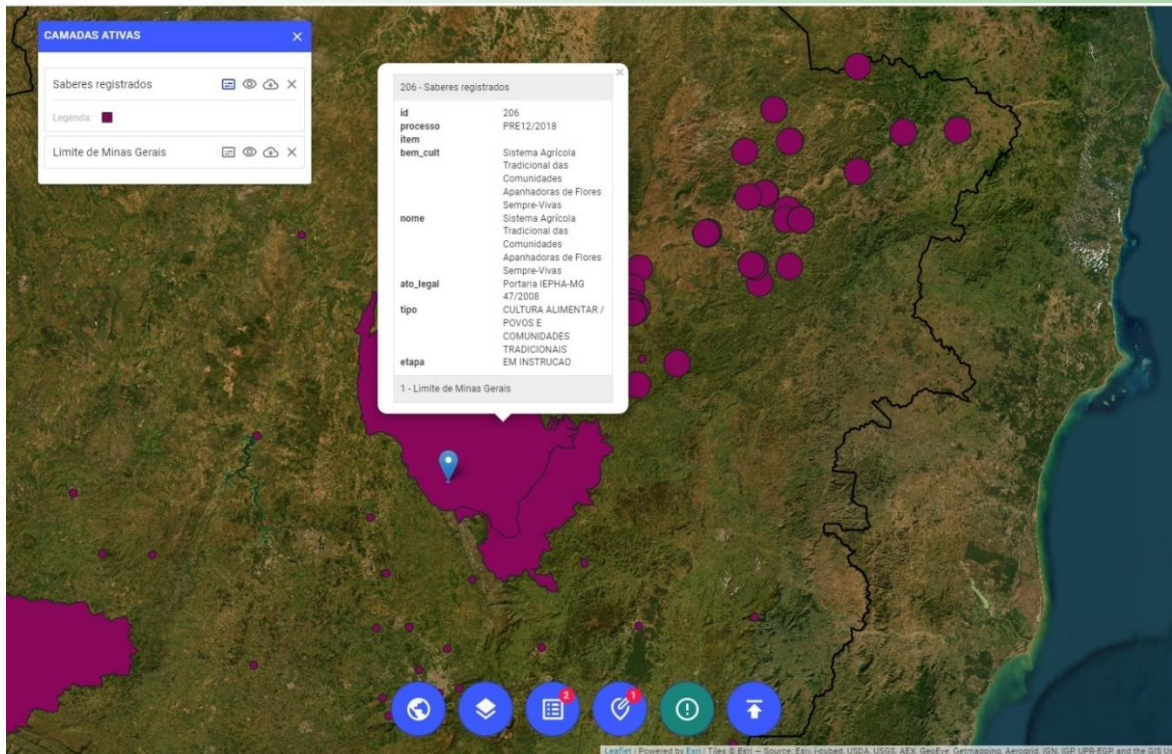 CAMADAS ATIVAS
Saberes registrados
Legenda:
Limite de Minas Gerais
206 - Saberes registrados
id 206
processo PRE12/2018
item
bem_cult Sistema Agrícola
Tradicional das
Comunidades
Apanhadoras de Flores
Sempre-Vivas
nome Sistema Agrícola
Tradicional das
Comunidades
Apanhadoras de Flores
Sempre-Vivas
ato_legal Portaria IEPHA-MG
47/2008
tipo CULTURA ALIMENTAR /
POVOS E
COMUNIDADES
TRADICIONAIS
etapa EM INSTRUCAO
1 - Limite de Minas Gerais
2
1
Leaflet | Powered by Esri | Tiles © Esri — Source: Esri, i-cubed, USDA, USGS, AEX, GeoEye, Getmapping, Aerogrid, IGN, IGP, UPR-EGP, and the GIS